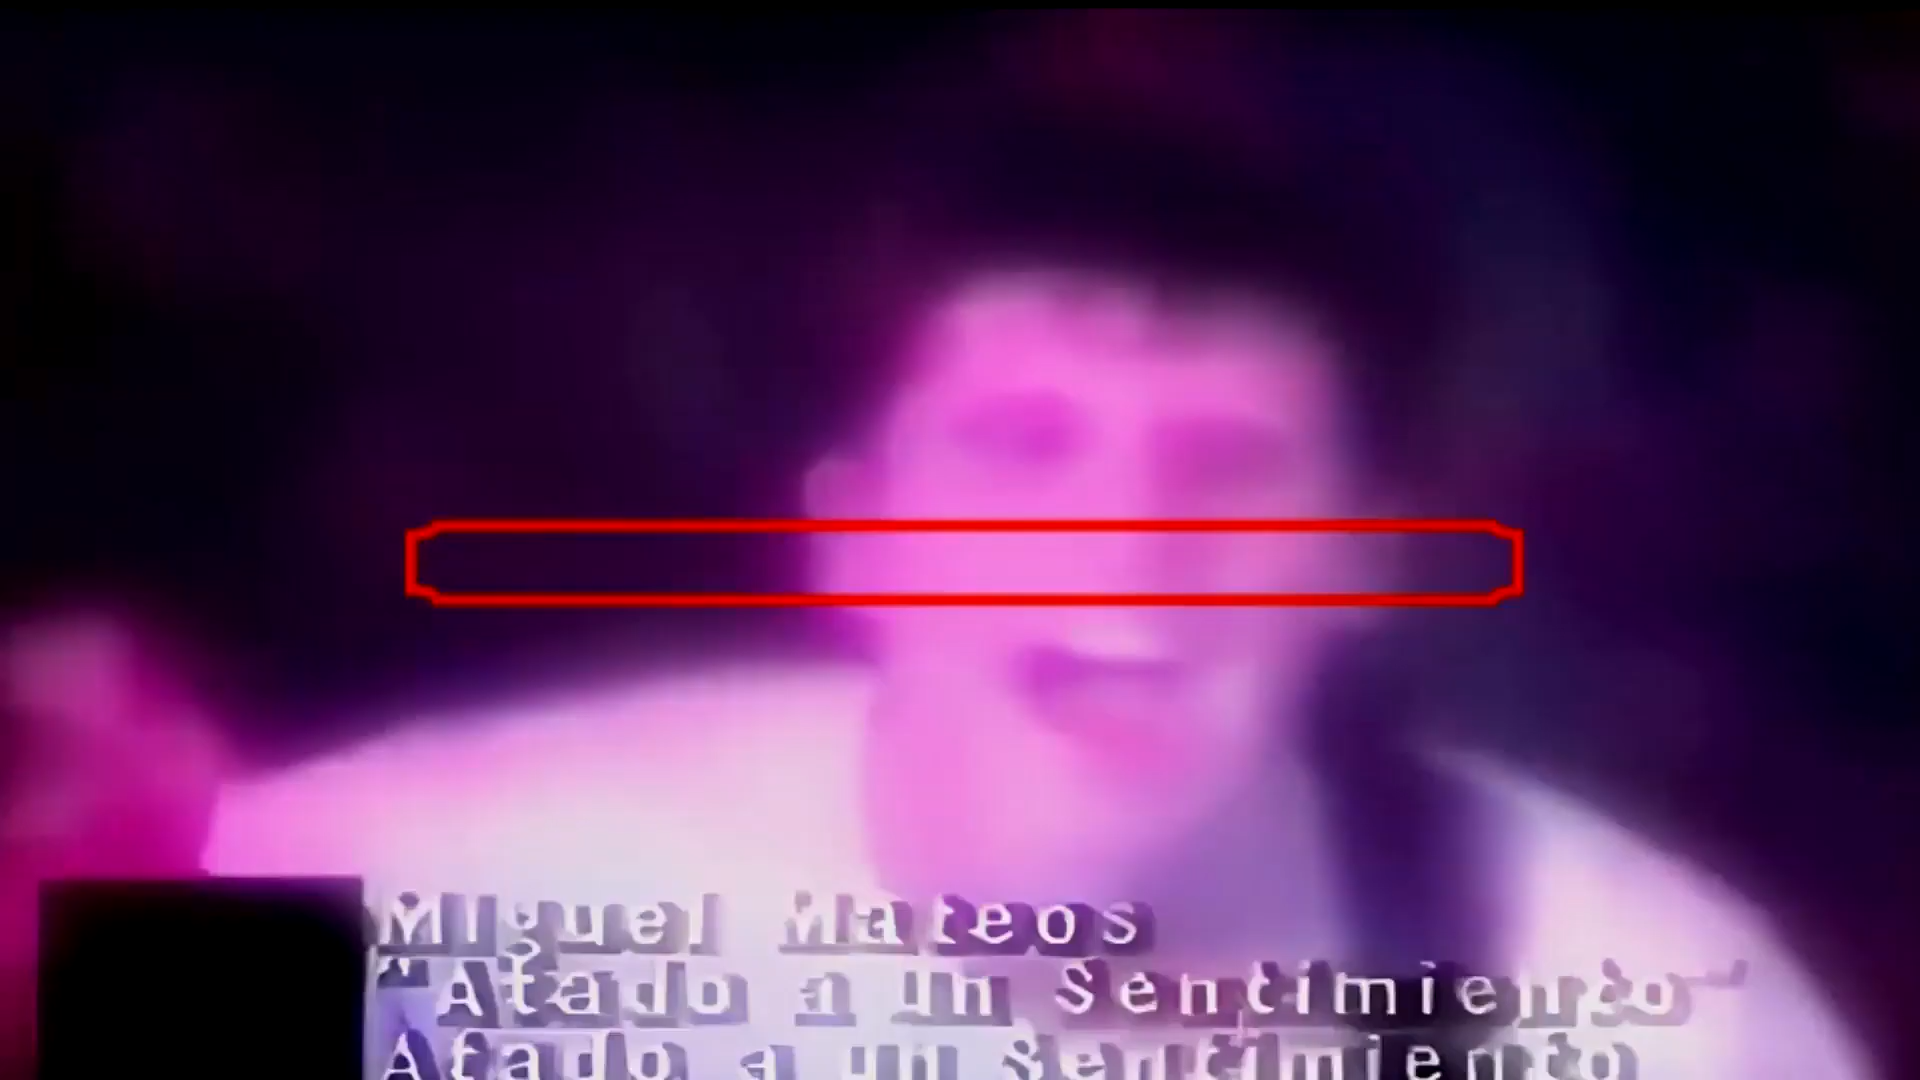 Miguel Mateos
"Atado a un Sentimiento"
Atado a un Sentimiento